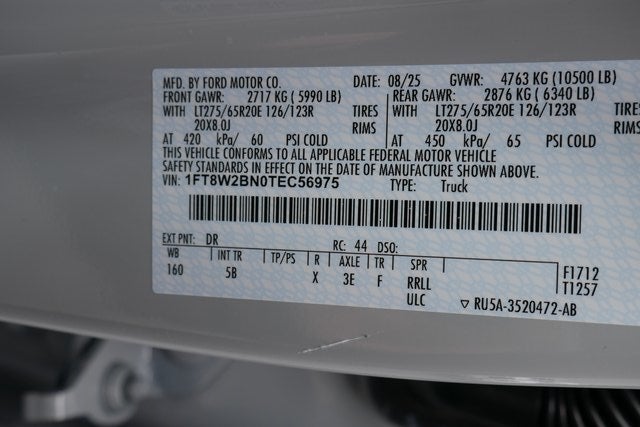 MFD. BY FORD MOTOR CO. DATE: 08/25 GVWR: 4763 KG (10500 LB)
FRONT GAWR: 2717 KG ( 5990 LB) REAR GAWR: 2876 KG ( 6340 LB)
WITH LT275/65R20E 126/123R TIRES WITH LT275/65R20E 126/123R TIRES
20X8.0J RIMS 20X8.0J RIMS
AT 420 kPa/ 60 PSI COLD AT 450 kPa/ 65 PSI COLD
THIS VEHICLE CONFORMS TO ALL APPLICABLE FEDERAL MOTOR VEHICLE
SAFETY STANDARDS IN EFFECT ON THE DATE OF MANUFACTURE SHOWN ABOVE.
VIN: 1FT8W2BN0TEC56975 TYPE: Truck
EXT PNT: DR RC: 44 DSO:
WB INT TR TP/PS R AXLE TR SPR F1712
160 5B X 3E F RRLL T1257
ULC ▽ RU5A-3520472-AB